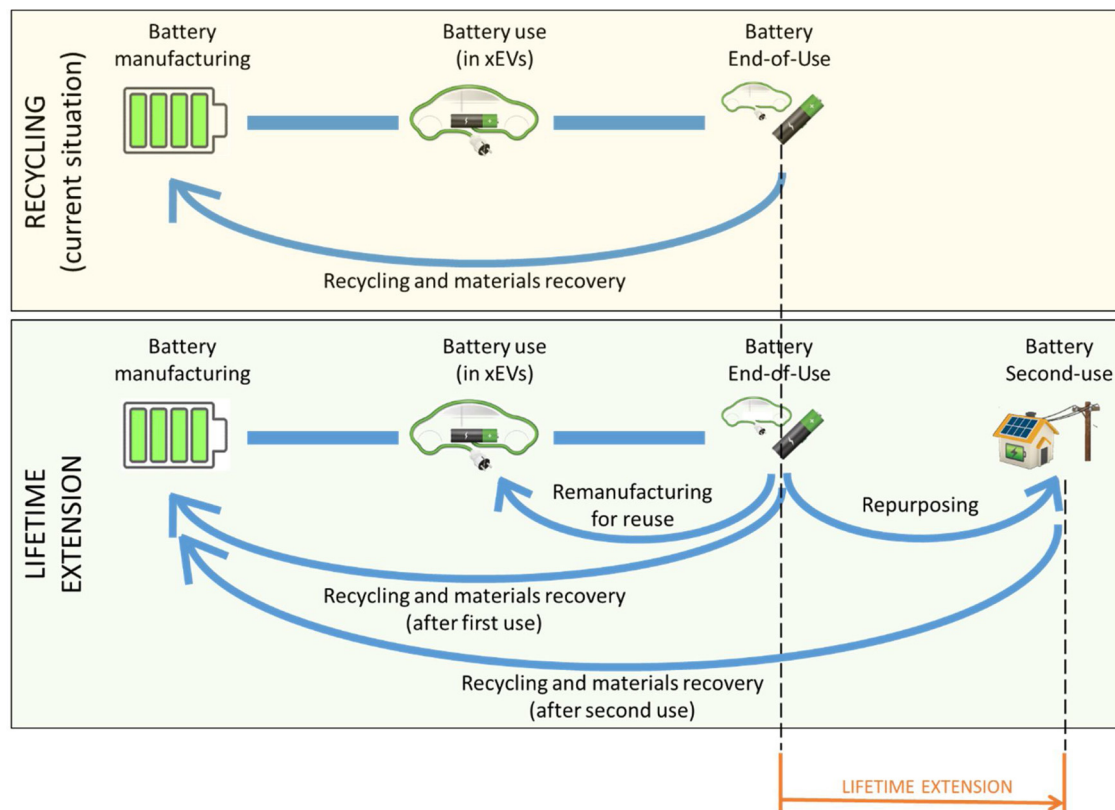 RECYCLING
(current situation)
Battery
manufacturing
Battery use
(in xEVs)
Battery
End-of-Use
Recycling and materials recovery
LIFETIME
EXTENSION
Battery
manufacturing
Battery use
(in xEVs)
Battery
End-of-Use
Battery
Second-use
Remanufacturing
for reuse
Repurposing
Recycling and materials recovery
(after first use)
Recycling and materials recovery
(after second use)
LIFETIME EXTENSION